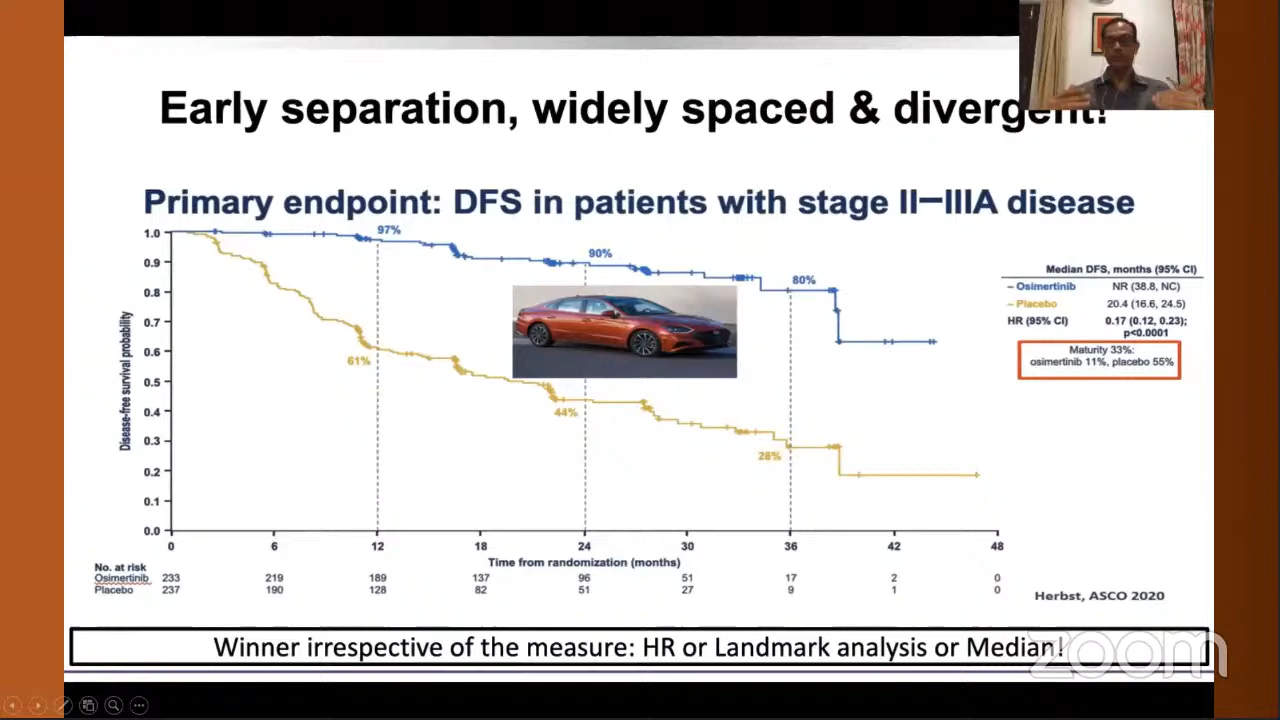 Early separation, widely spaced & divergent!
Primary endpoint: DFS in patients with stage II–IIIA disease
1.0
0.9
0.8
0.7
0.6
0.5
0.4
0.3
0.2
0.1
0.0
Disease-free survival probability
97%
90%
80%
61%
44%
28%
0 6 12 18 24 30 36 42 48
Time from randomization (months)
No. at risk
Osimertinib 233 219 189 137 96 51 17 2 0
Placebo 237 190 128 82 51 27 9 1 0
Median DFS, months (95% CI)
– Osimertinib NR (38.8, NC)
– Placebo 20.4 (16.6, 24.5)
HR (95% CI) 0.17 (0.12, 0.23);
p<0.0001
Maturity 33%:
osimertinib 11%, placebo 55%
Herbst, ASCO 2020
Winner irrespective of the measure: HR or Landmark analysis or Median!
zoom